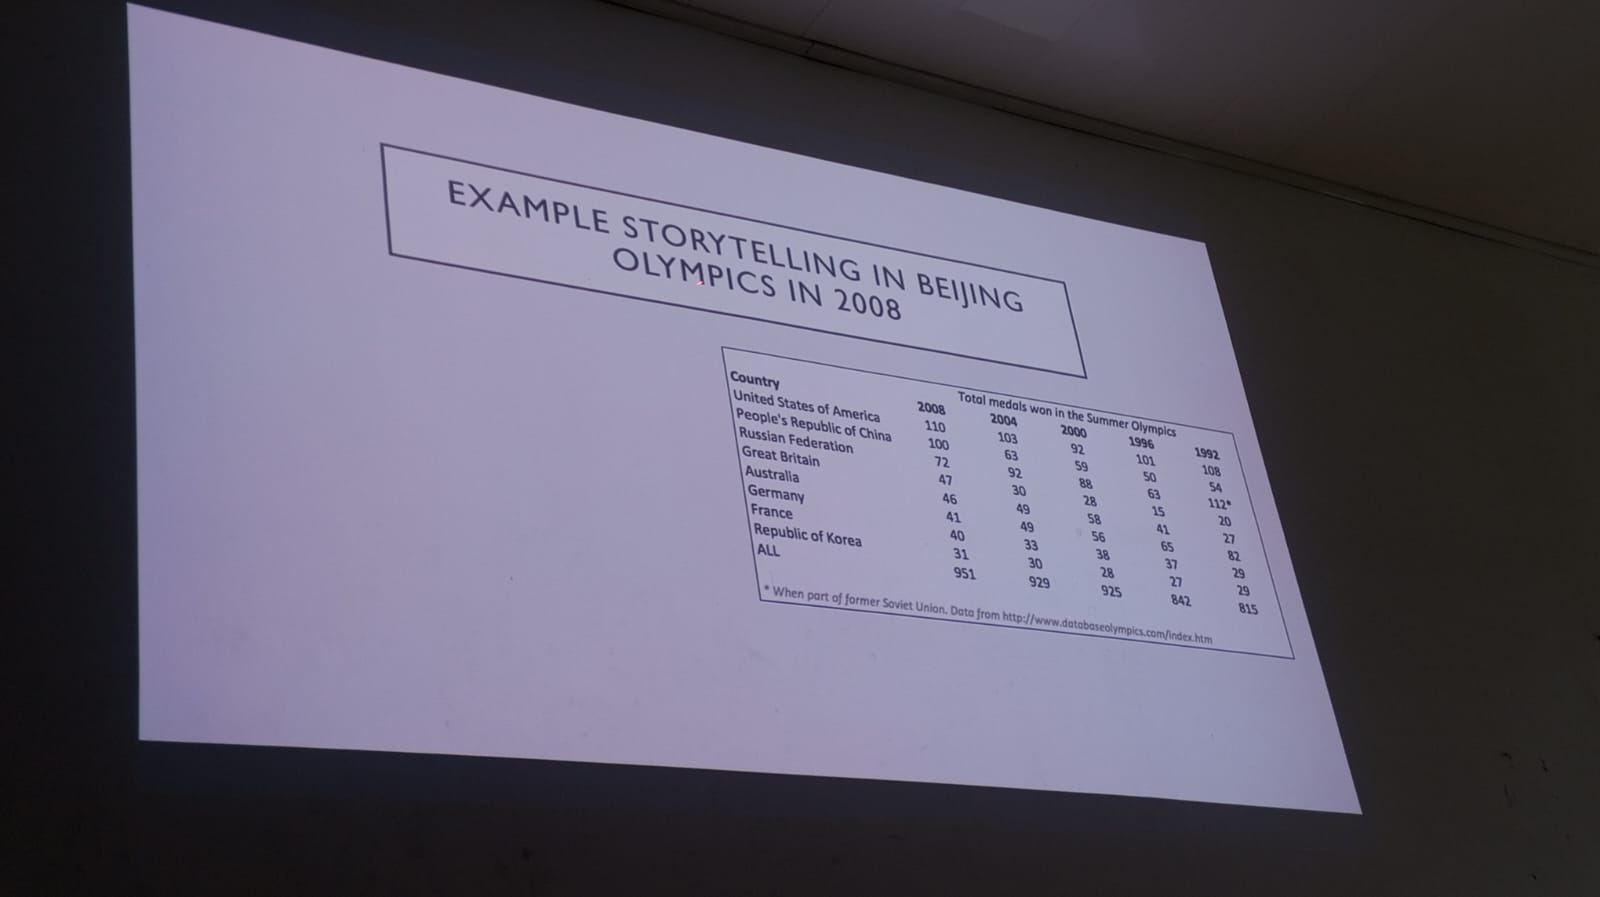 EXAMPLE STORYTELLING IN BEIJING
OLYMPICS IN 2008
Total medals won in the Summer Olympics
Country 2008 2004 2000 1996 1992
United States of America 110 103 92 101 108
People's Republic of China 100 63 59 50 54
Russian Federation 72 92 88 63 112*
Great Britain 47 30 28 15 20
Australia 46 49 58 41 27
Germany 41 49 56 65 82
France 40 33 38 37 29
Republic of Korea 31 30 28 27 29
ALL 951 929 925 842 815
* When part of former Soviet Union. Data from http://www.databaseolympics.com/index.htm